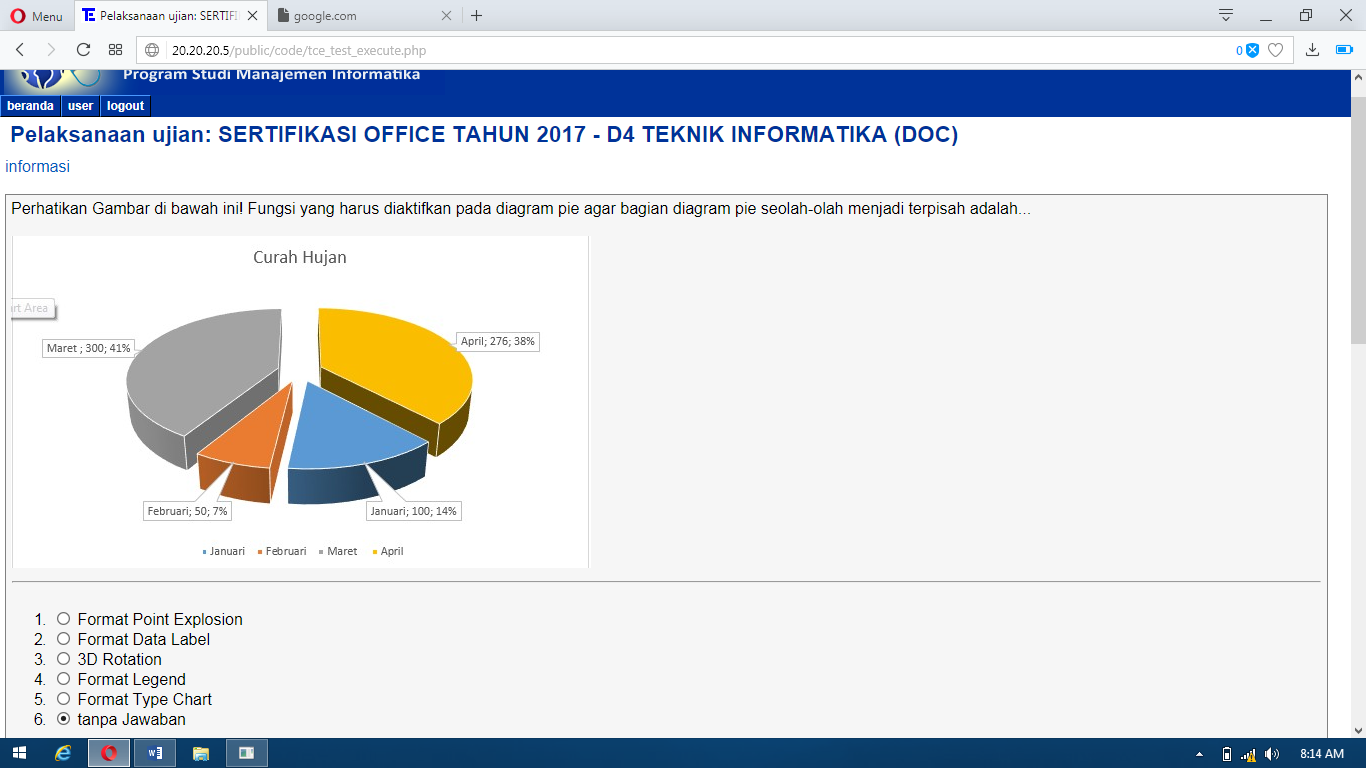 Menu
Pelaksanaan ujian: SERTIFI
google.com
20.20.20.5/public/code/tce_test_execute.php
0
Program Studi Manajemen Informatika
beranda user logout
Pelaksanaan ujian: SERTIFIKASI OFFICE TAHUN 2017 - D4 TEKNIK INFORMATIKA (DOC)
informasi
Perhatikan Gambar di bawah ini! Fungsi yang harus diaktifkan pada diagram pie agar bagian diagram pie seolah-olah menjadi terpisah adalah...
Curah Hujan
rt Area
Maret ; 300; 41%
April; 276; 38%
Februari; 50; 7%
Januari; 100; 14%
Januari Februari Maret April
1. Format Point Explosion
2. Format Data Label
3. 3D Rotation
4. Format Legend
5. Format Type Chart
6. tanpa Jawaban
8:14 AM